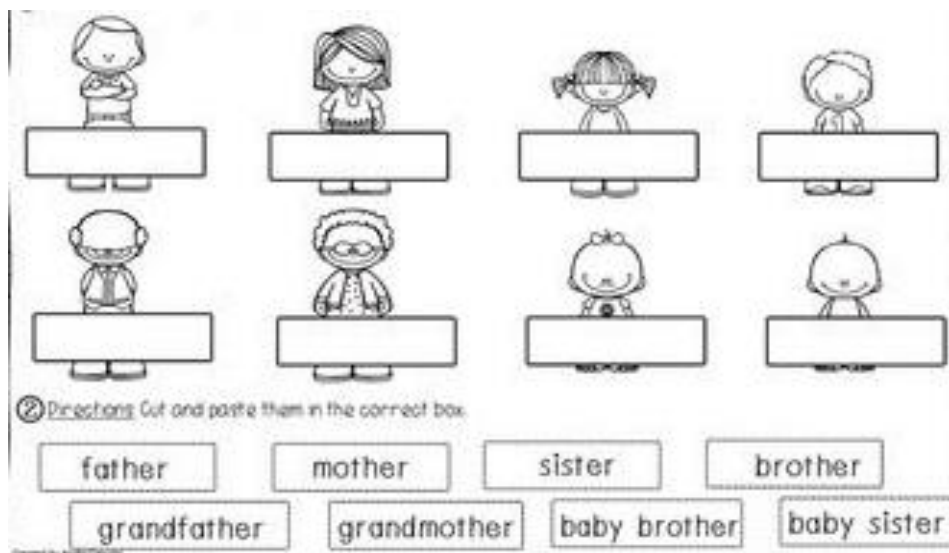 ② Directions: Cut and paste them in the correct box.
father mother sister brother
grandfather grandmother baby brother baby sister